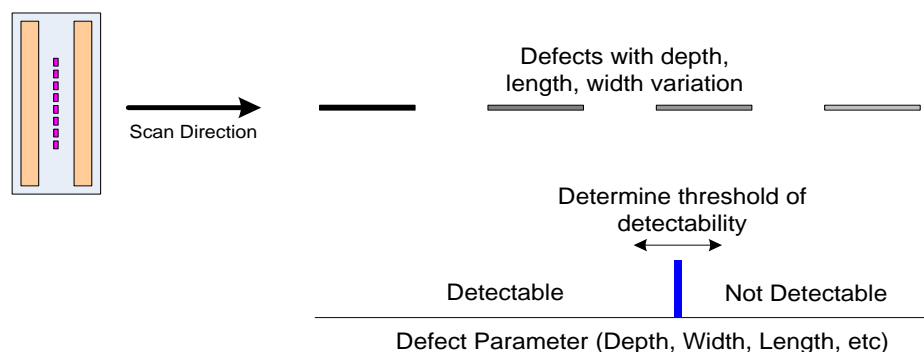 Defects with depth,
length, width variation
Scan Direction
Determine threshold of
detectability
Detectable
Not Detectable
Defect Parameter (Depth, Width, Length, etc)